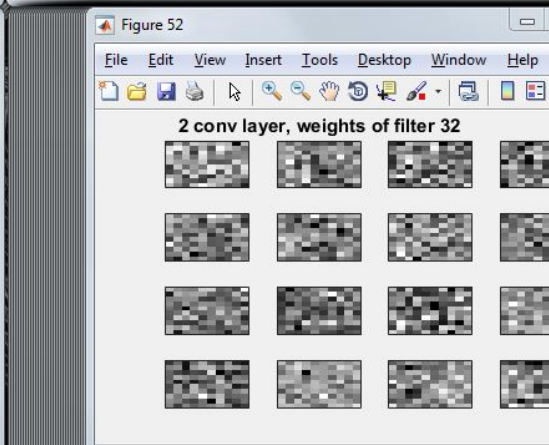 Figure 52
File Edit View Insert Tools Desktop Window Help
2 conv layer, weights of filter 32